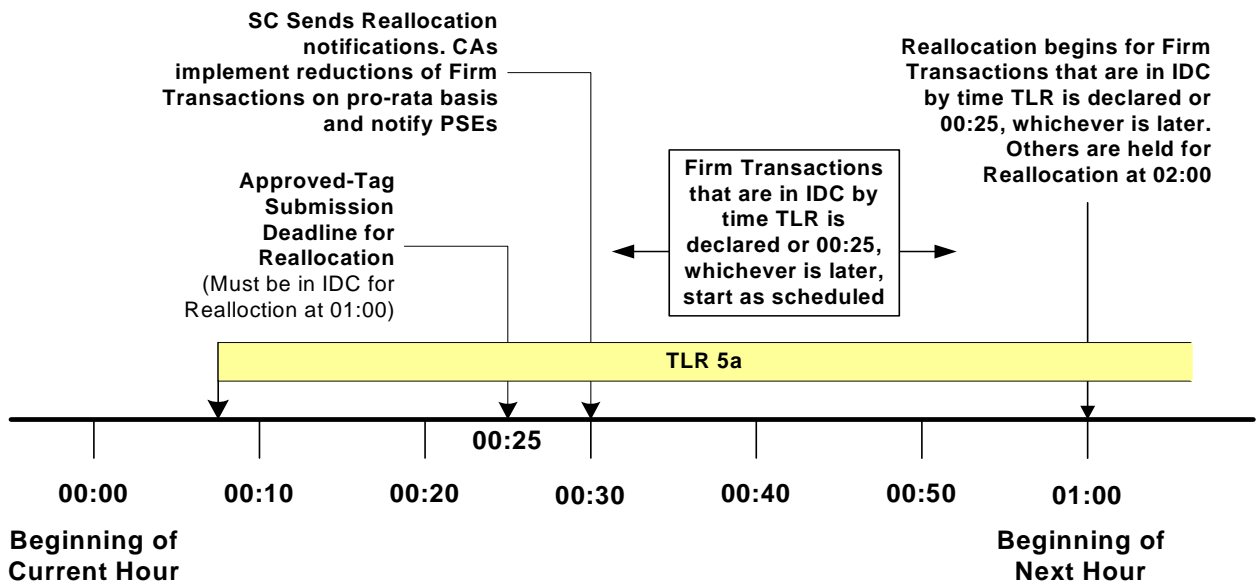 SC Sends Reallocation
notifications. CAs
implement reductions of Firm
Transactions on pro-rata basis
and notify PSEs
Approved-Tag
Submission
Deadline for
Reallocation
(Must be in IDC for
Realloction at 01:00)
Firm Transactions
that are in IDC by
time TLR is
declared or 00:25,
whichever is later,
start as scheduled
Reallocation begins for Firm
Transactions that are in IDC
by time TLR is declared or
00:25, whichever is later.
Others are held for
Reallocation at 02:00
TLR 5a
00:25
00:00
00:10
00:20
00:30
00:40
00:50
01:00
Beginning of
Current Hour
Beginning of
Next Hour